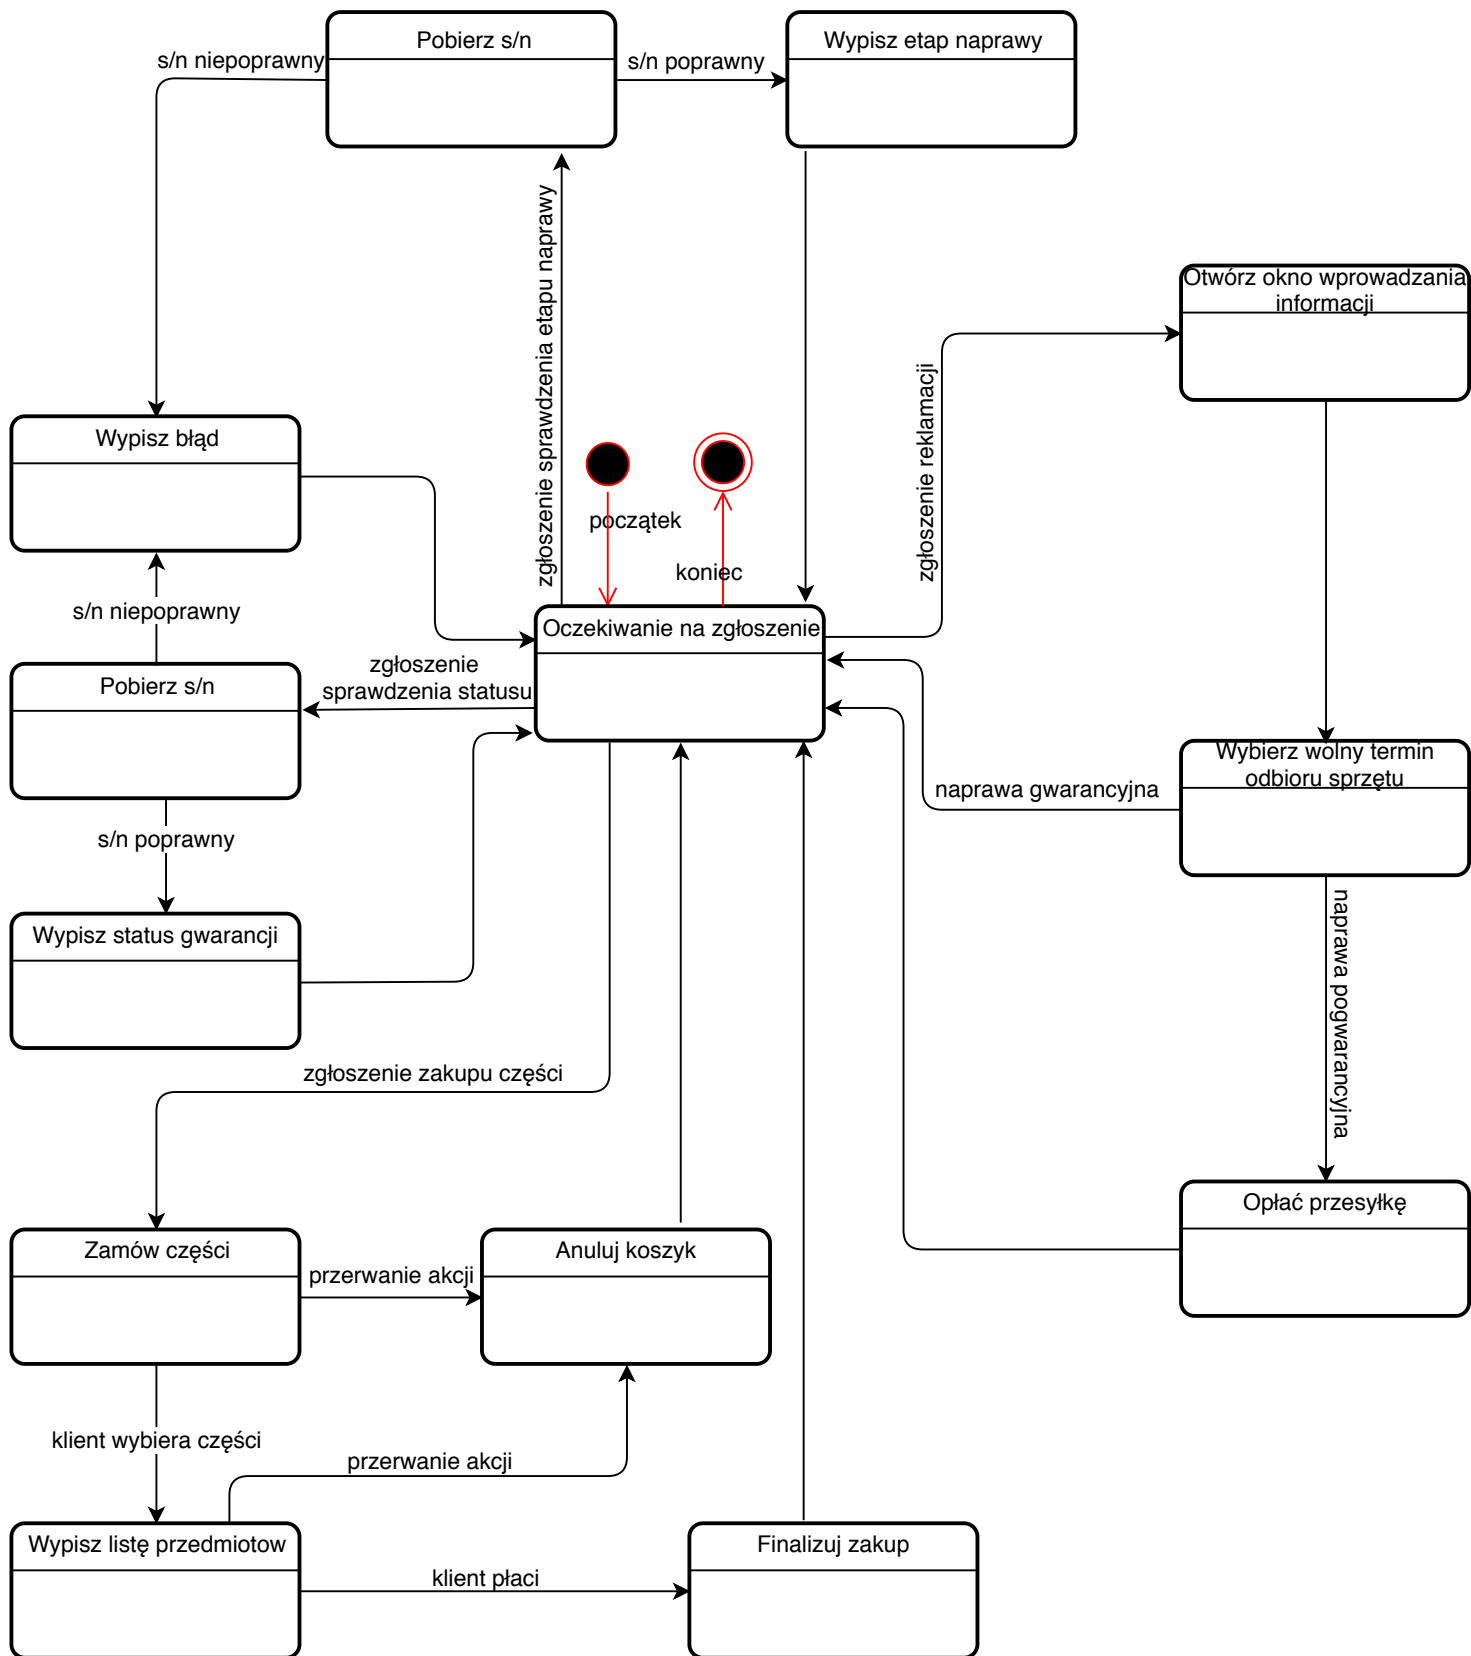 Pobierz s/n
Wypisz etap naprawy
s/n niepoprawny
s/n poprawny
zgłoszenie sprawdzenia etapu naprawy
Otwórz okno wprowadzania
informacji
zgłoszenie reklamacji
Wypisz błąd
początek
koniec
s/n niepoprawny
Oczekiwanie na zgłoszenie
zgłoszenie
sprawdzenia statusu
Pobierz s/n
Wybierz wolny termin
odbioru sprzętu
naprawa gwarancyjna
s/n poprawny
naprawa pogwarancyjna
Wypisz status gwarancji
zgłoszenie zakupu części
Opłać przesyłkę
Zamów części
Anuluj koszyk
przerwanie akcji
klient wybiera części
przerwanie akcji
Wypisz listę przedmiotow
Finalizuj zakup
klient płaci